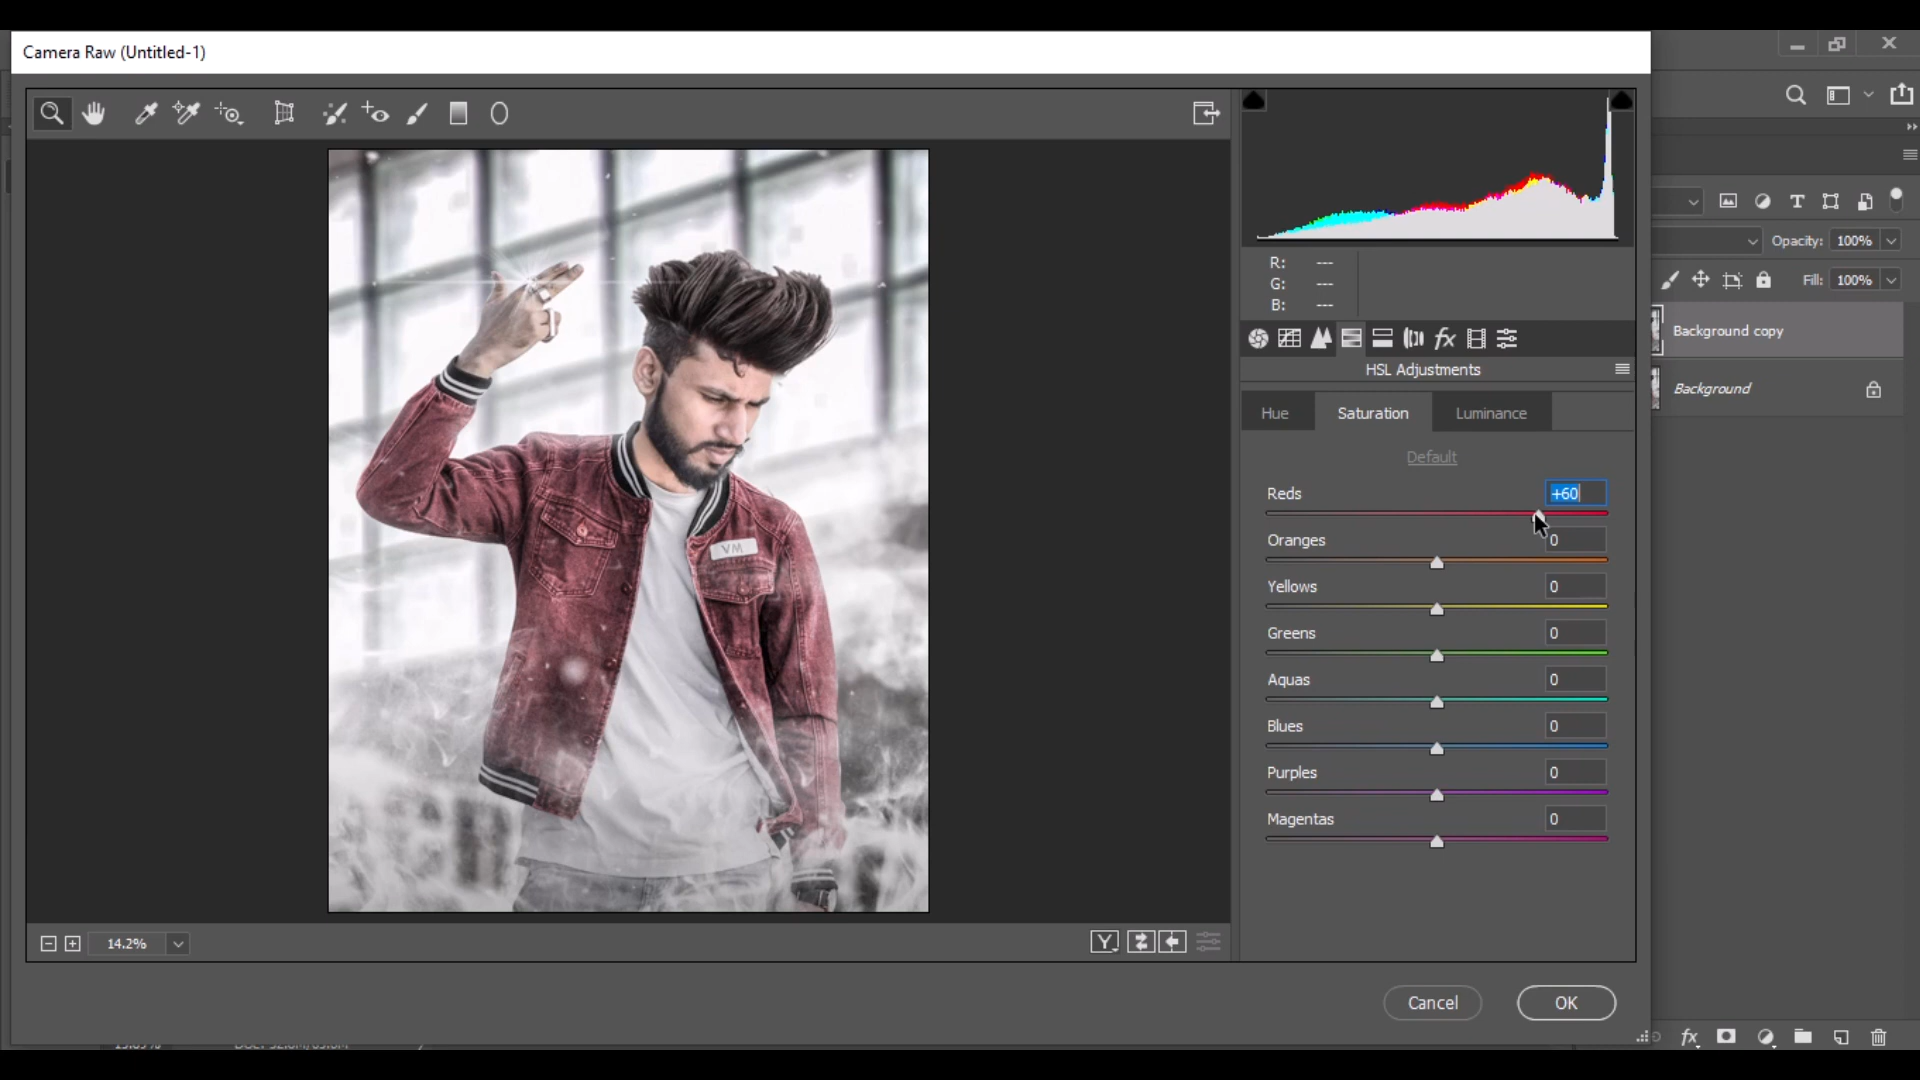 Camera Raw (Untitled-1)
R: ---
G: ---
B: ---
Opacity: 100%
Fill: 100%
Background copy
Background
HSL Adjustments
Hue Saturation Luminance
Default
Reds +60
Oranges 0
Yellows 0
Greens 0
Aquas 0
Blues 0
Purples 0
Magentas 0
VM
14.2%
Y
Cancel OK
fx